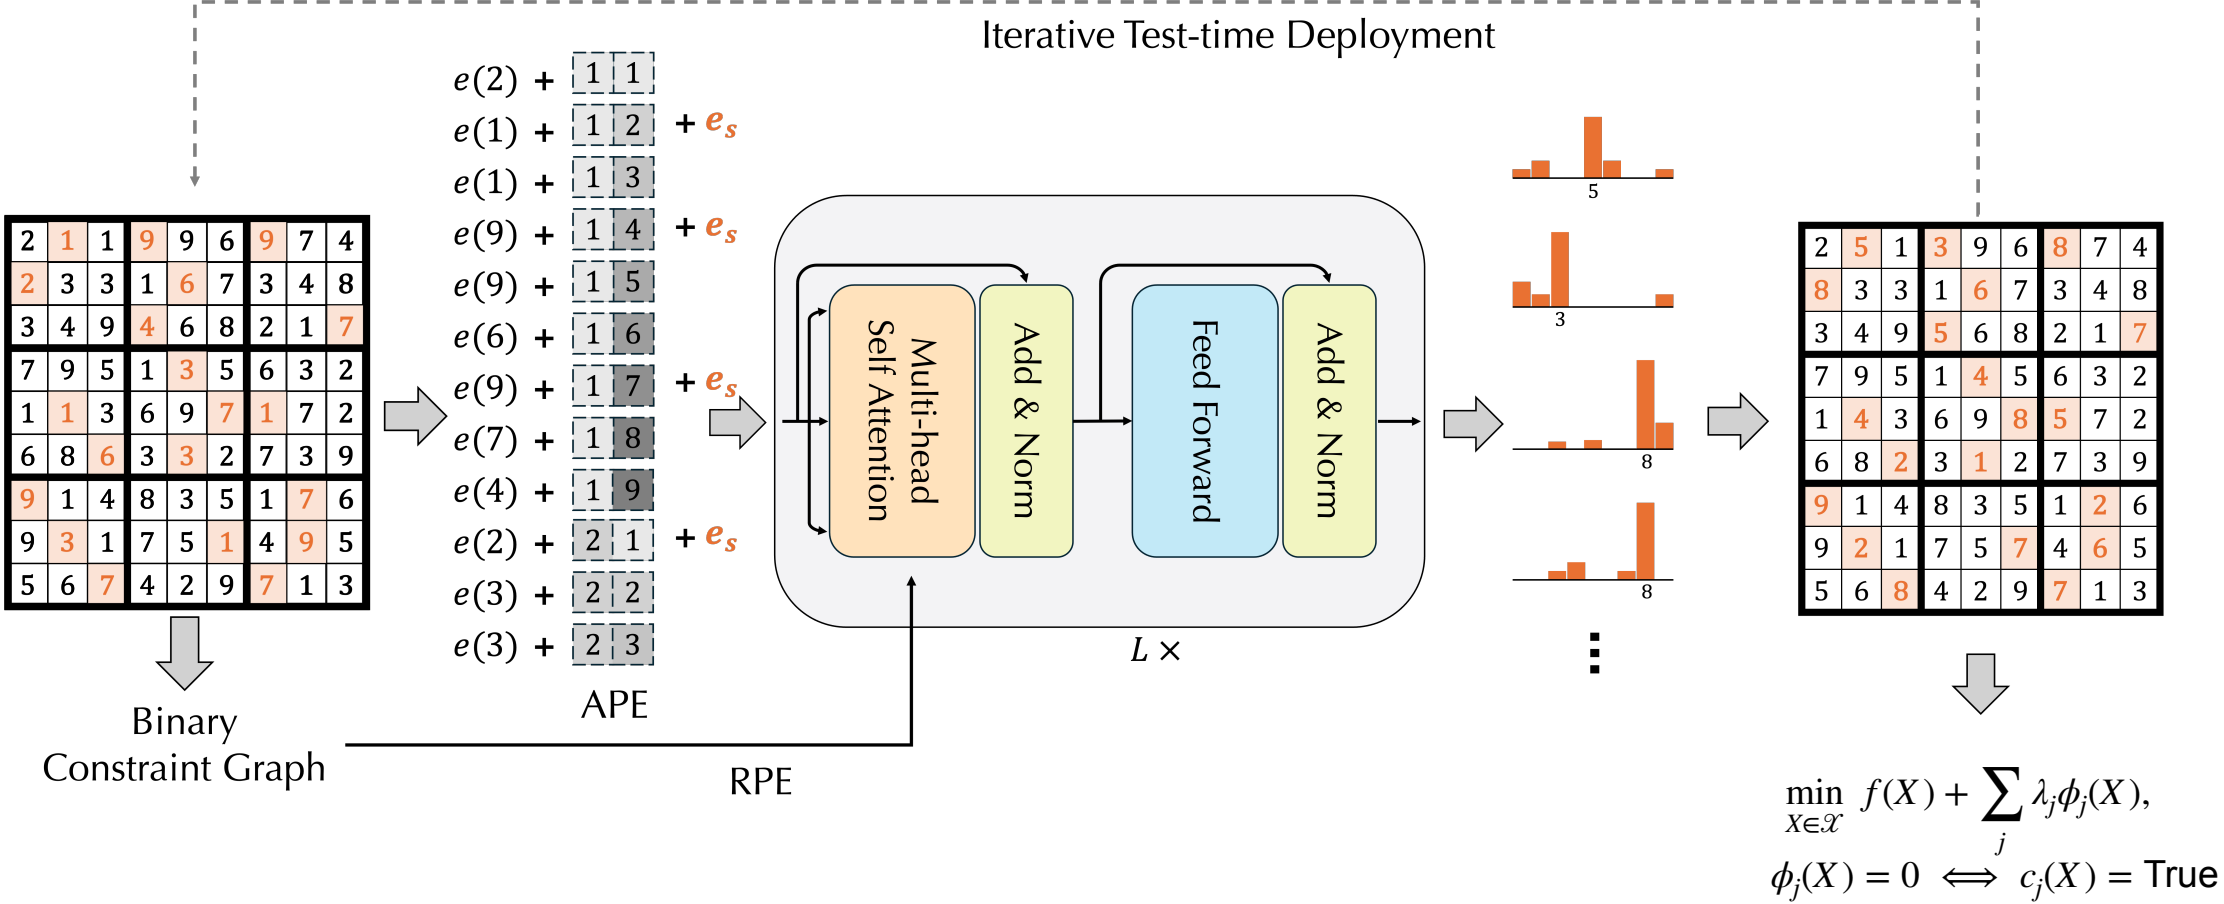 Iterative Test-time Deployment
2 1 1 9 9 6 9 7 4
2 3 3 1 6 7 3 4 8
3 4 9 4 6 8 2 1 7
7 9 5 1 3 5 6 3 2
1 1 3 6 9 7 1 7 2
6 8 6 3 3 2 7 3 9
9 1 4 8 3 5 1 7 6
9 3 1 7 5 1 4 9 5
5 6 7 4 2 9 7 1 3
Binary
Constraint Graph
e(2) + 1 1
e(1) + 1 2 + e_s
e(1) + 1 3
e(9) + 1 4 + e_s
e(9) + 1 5
e(6) + 1 6
e(9) + 1 7 + e_s
e(7) + 1 8
e(4) + 1 9
e(2) + 2 1 + e_s
e(3) + 2 2
e(3) + 2 3
APE
RPE
Multi-head
Self Attention
Add & Norm
Feed Forward
Add & Norm
L ×
5
3
8
8
2 5 1 3 9 6 8 7 4
8 3 3 1 6 7 3 4 8
3 4 9 5 6 8 2 1 7
7 9 5 1 4 5 6 3 2
1 4 3 6 9 8 5 7 2
6 8 2 3 1 2 7 3 9
9 1 4 8 3 5 1 2 6
9 2 1 7 5 7 4 6 5
5 6 8 4 2 9 7 1 3
min_{X∈𝒳} f(X) + ∑_j λ_j ϕ_j(X),
ϕ_j(X) = 0 ⟺ c_j(X) = True